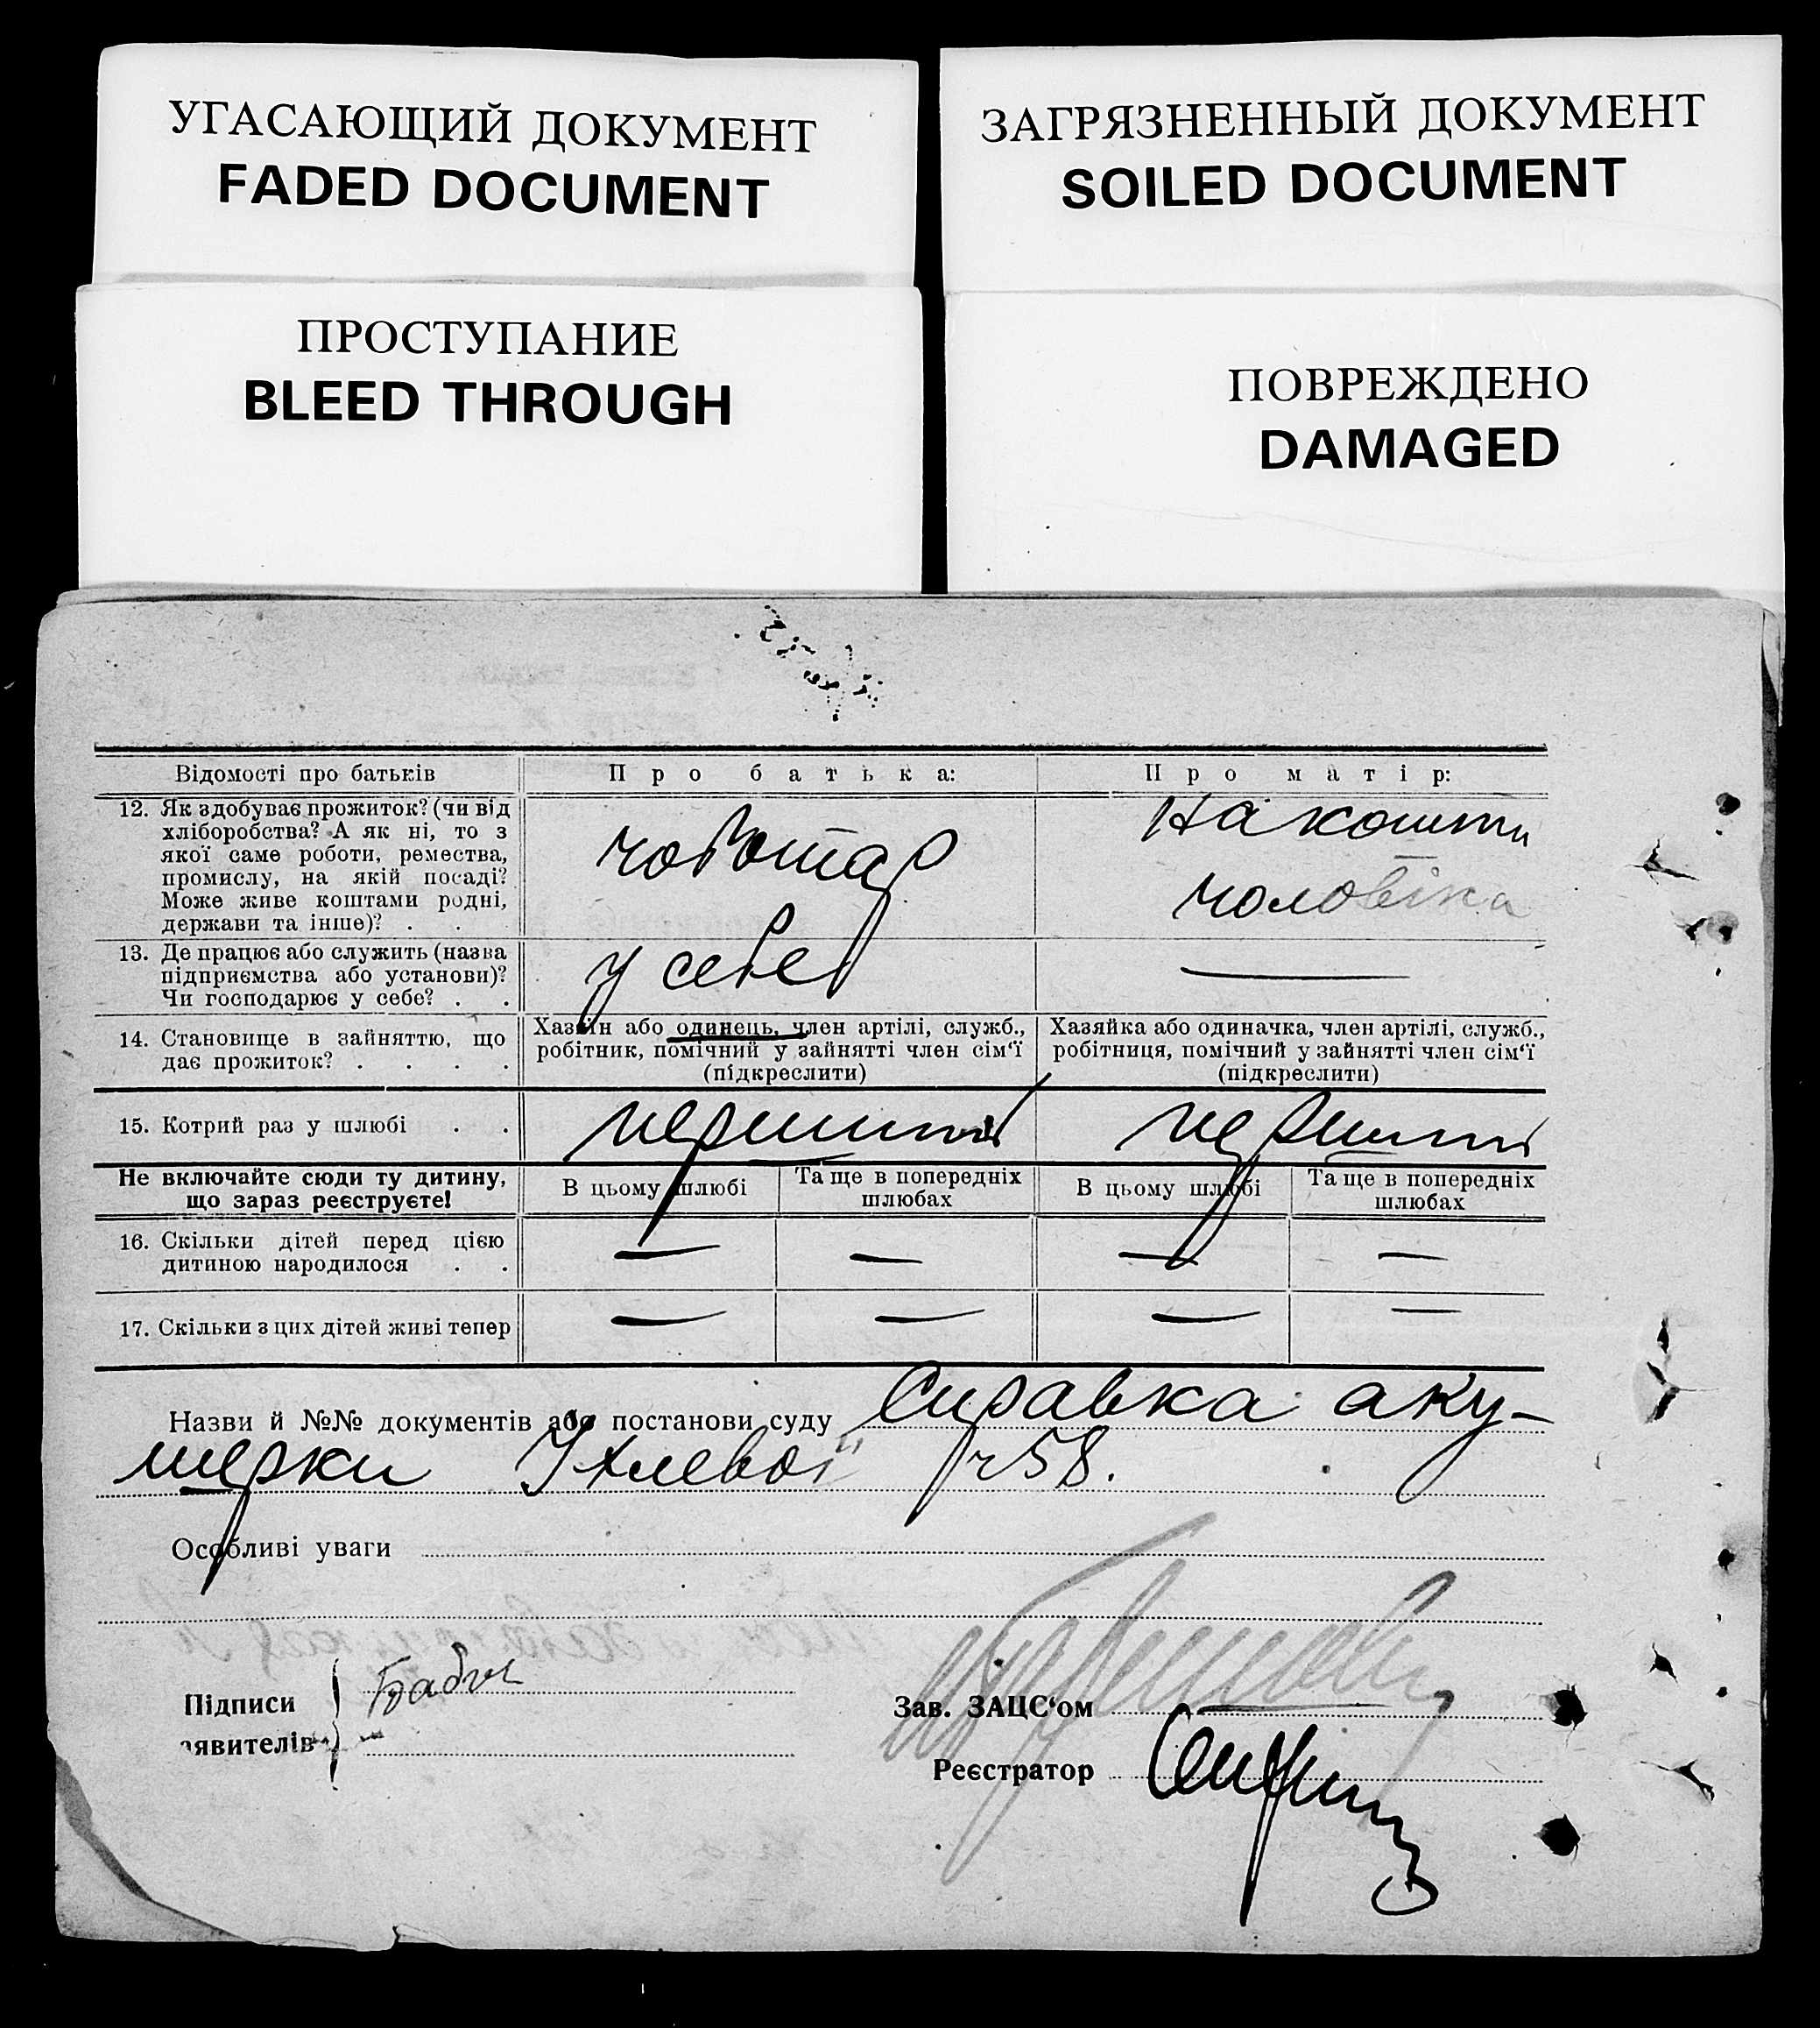 УГАСАЮЩИЙ ДОКУМЕНТ
FADED DOCUMENT
ЗАГРЯЗНЕННЫЙ ДОКУМЕНТ
SOILED DOCUMENT
ПРОСТУПАНИЕ
BLEED THROUGH
ПОВРЕЖДЕНО
DAMAGED
Відомості про батьків
Про батька:
Про матір:
12. Як здобуває прожиток? (чи від
хліборобства? А як ні, то з
якої саме роботи, ремества,
промислу, на якій посаді?
Може живе коштами родні,
держави та інше)? . .
чоботар
на кошти
чоловіка
13. Де працює або служить (назва
підприємства або установи)?
Чи господарює у себе? . .
у себе
—
14. Становище в зайняттю, що
дає прожиток? . . . .
Хазяїн або одинець, член артілі, служб.,
робітник, помічний у зайнятті член сім'ї
(підкреслити)
Хазяйка або одиначка, член артілі, служб.,
робітниця, помічний у зайнятті член сім'ї
(підкреслити)
15. Котрий раз у шлюбі . .
перший
перший
Не включайте сюди ту дитину,
що зараз реєструєте!
В цьому шлюбі
Та ще в попередніх
шлюбах
В цьому шлюбі
Та ще в попередніх
шлюбах
16. Скільки дітей перед цією
дитиною народилося . .
— — — —
17. Скільки з цих дітей живі тепер
— — — —
Назви й №№ документів або постанови суду Справка аку-
шерки 58.
Особливі уваги
Підписи
заявителів
Зав. ЗАЦС'ом
Реєстратор